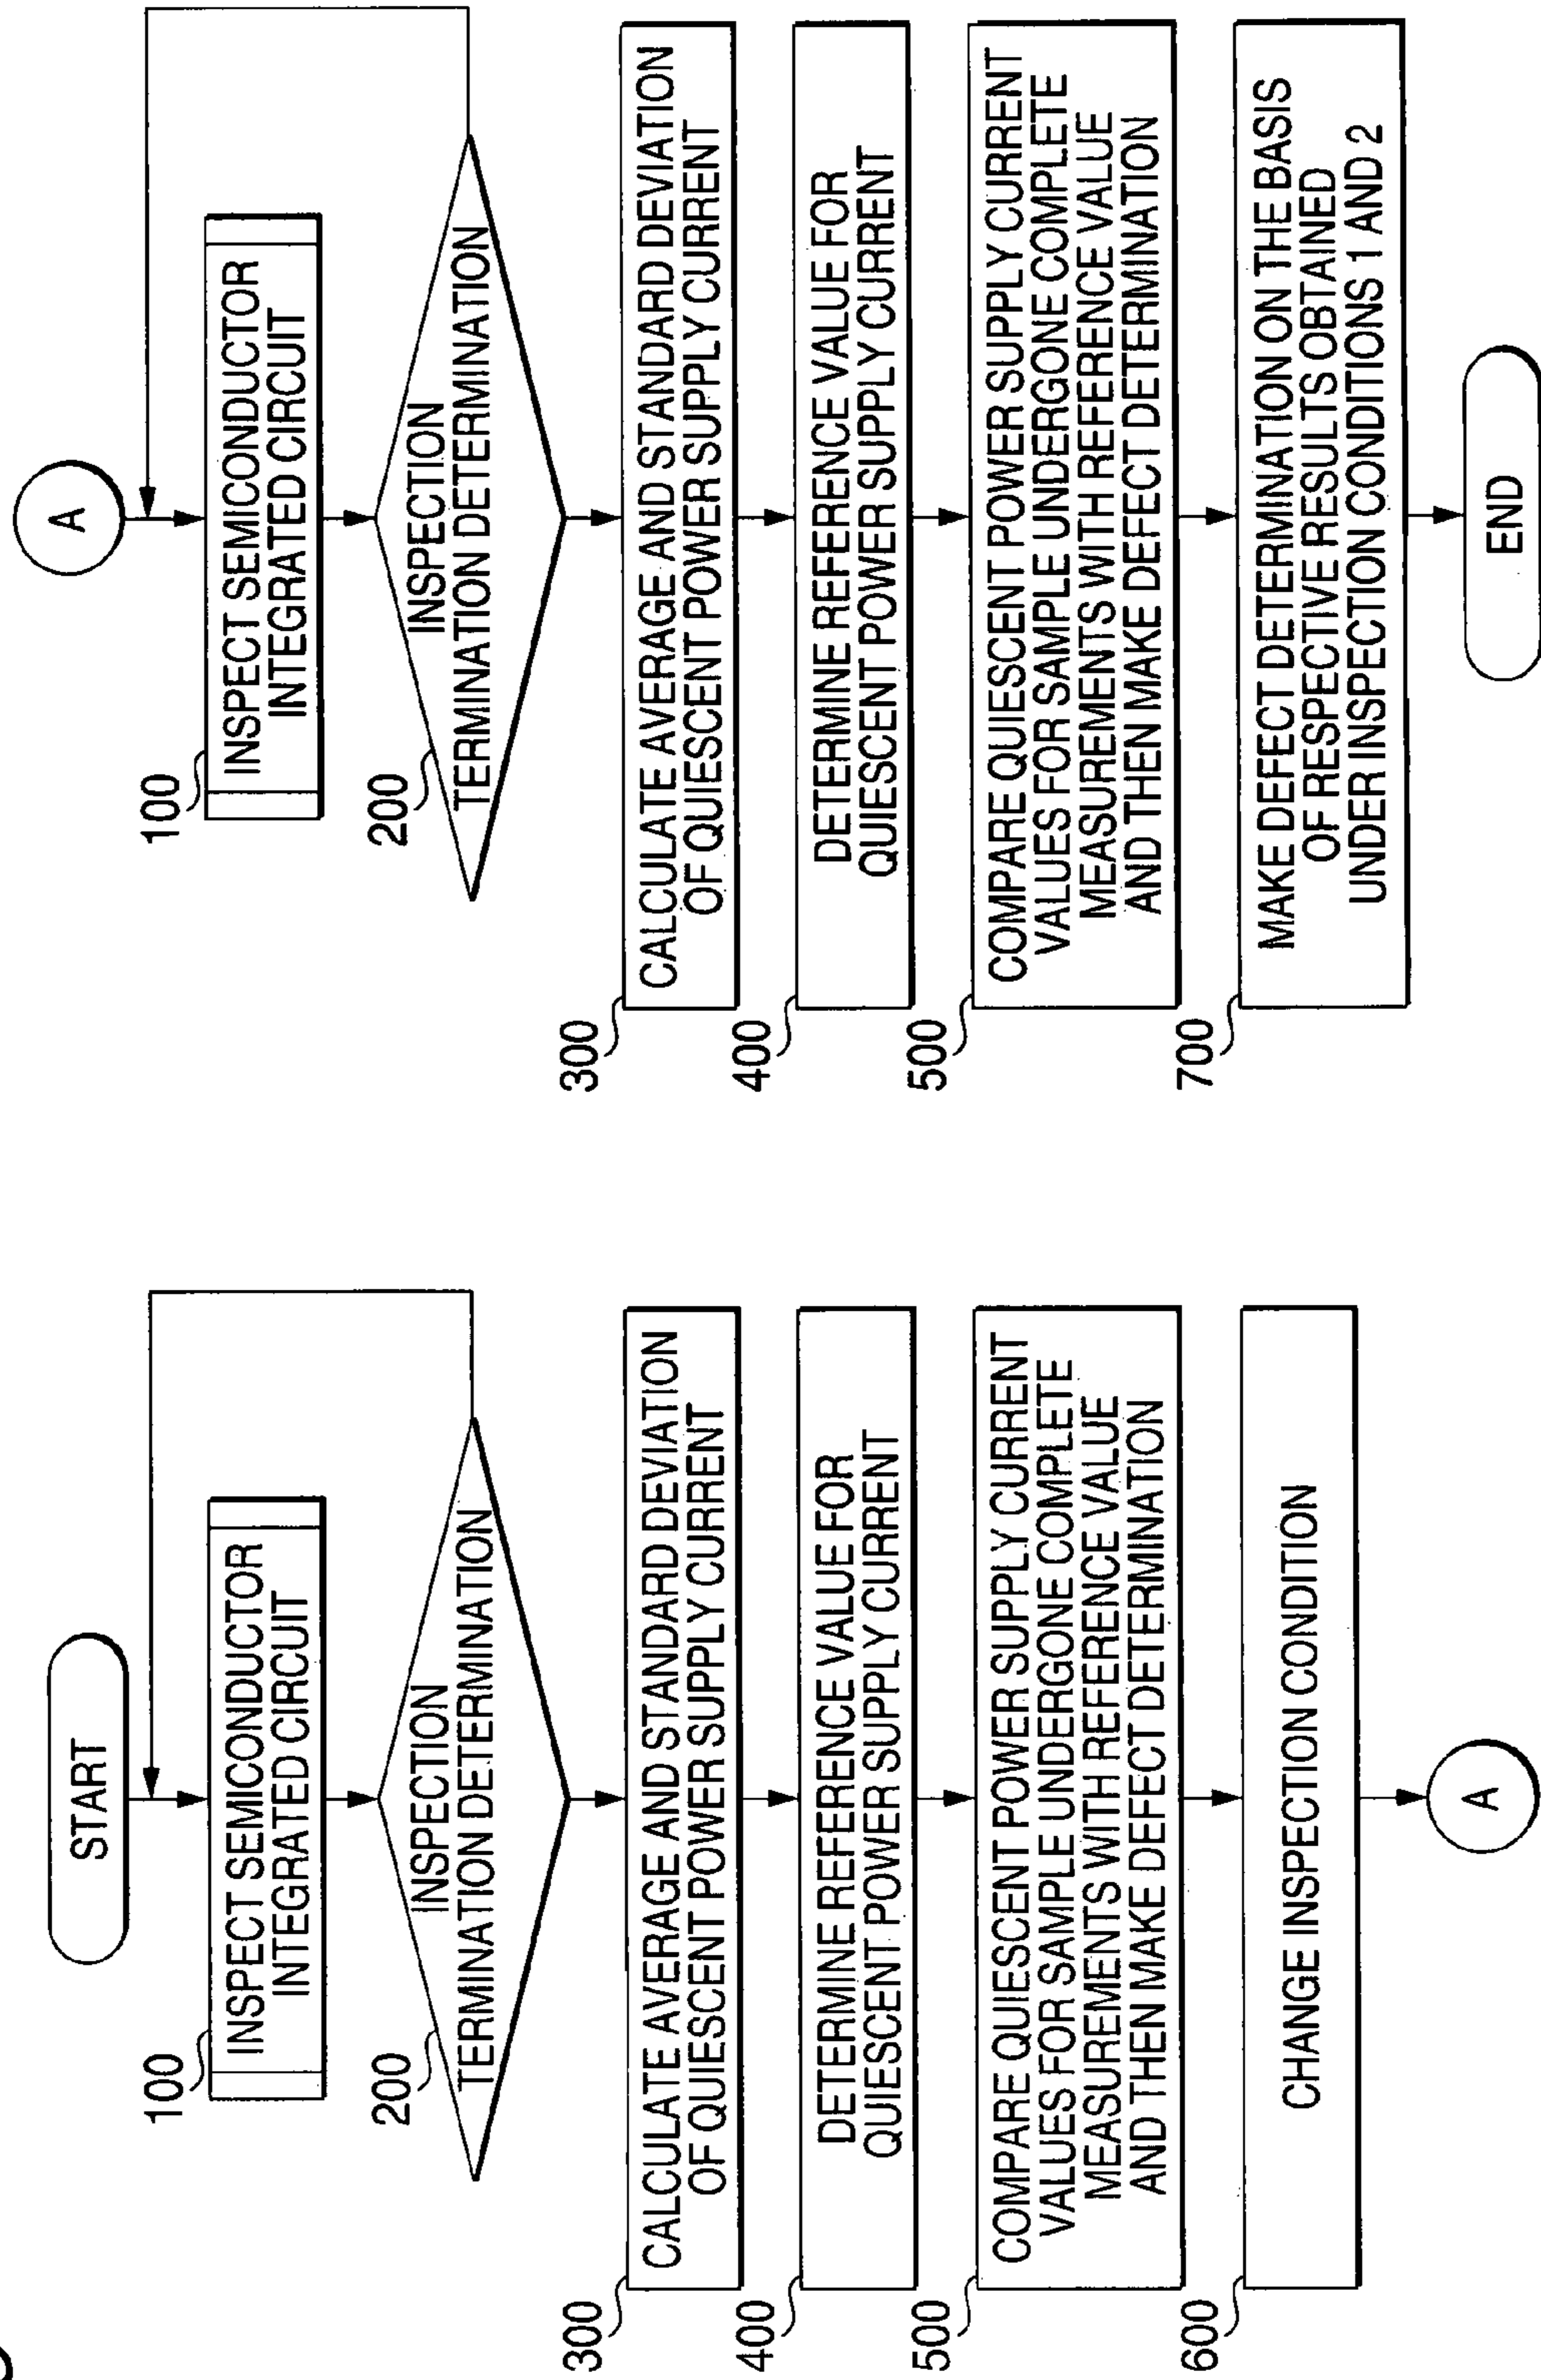 START
100
INSPECT SEMICONDUCTOR
INTEGRATED CIRCUIT
200
INSPECTION
TERMINATION DETERMINATION
300
CALCULATE AVERAGE AND STANDARD DEVIATION
OF QUIESCENT POWER SUPPLY CURRENT
400
DETERMINE REFERENCE VALUE FOR
QUIESCENT POWER SUPPLY CURRENT
500
COMPARE QUIESCENT POWER SUPPLY CURRENT
VALUES FOR SAMPLE UNDERGONE COMPLETE
MEASUREMENTS WITH REFERENCE VALUE
AND THEN MAKE DEFECT DETERMINATION
600
CHANGE INSPECTION CONDITION
A
A
100
INSPECT SEMICONDUCTOR
INTEGRATED CIRCUIT
200
INSPECTION
TERMINATION DETERMINATION
300
CALCULATE AVERAGE AND STANDARD DEVIATION
OF QUIESCENT POWER SUPPLY CURRENT
400
DETERMINE REFERENCE VALUE FOR
QUIESCENT POWER SUPPLY CURRENT
500
COMPARE QUIESCENT POWER SUPPLY CURRENT
VALUES FOR SAMPLE UNDERGONE COMPLETE
MEASUREMENTS WITH REFERENCE VALUE
AND THEN MAKE DEFECT DETERMINATION
700
MAKE DEFECT DETERMINATION ON THE BASIS
OF RESPECTIVE RESULTS OBTAINED
UNDER INSPECTION CONDITIONS 1 AND 2
END